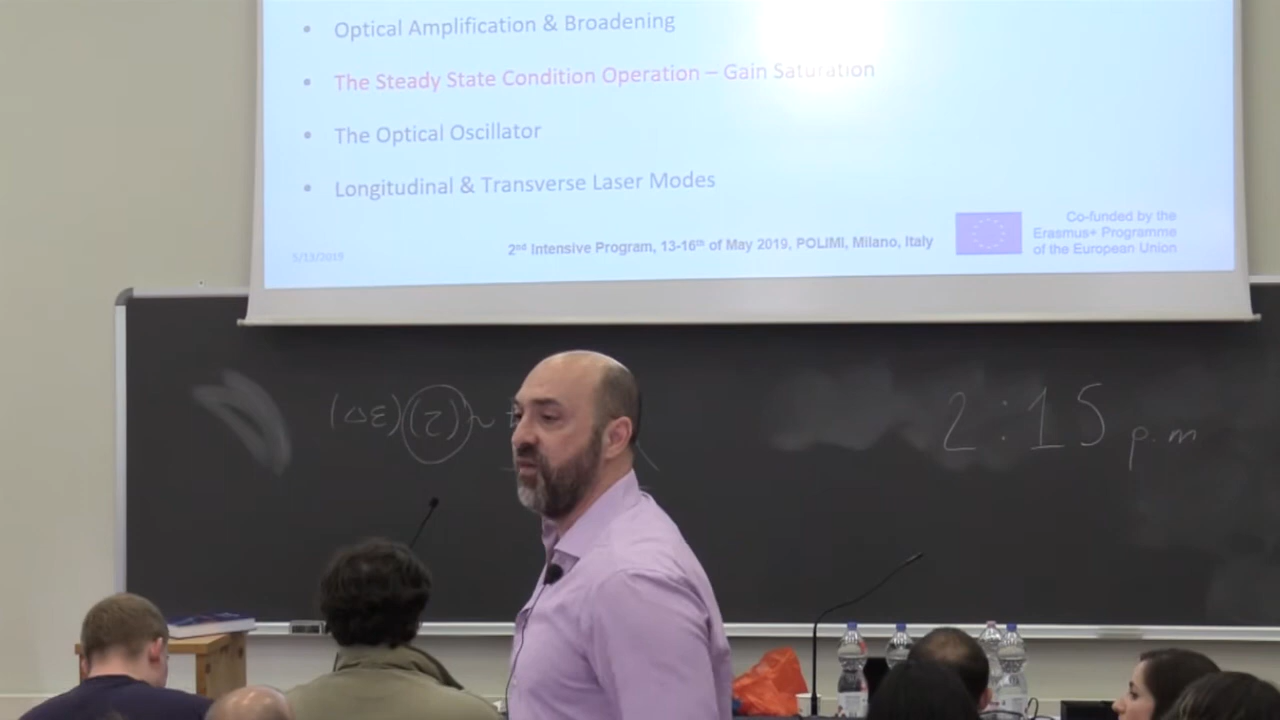 • Optical Amplification & Broadening
• The Steady State Condition Operation – Gain Saturation
• The Optical Oscillator
• Longitudinal & Transverse Laser Modes
5/13/2019
2nd Intensive Program, 13-16th of May 2019, POLIMI, Milano, Italy
Co-funded by the
Erasmus+ Programme
of the European Union
(Δε)(τ)~
2:15 p.m